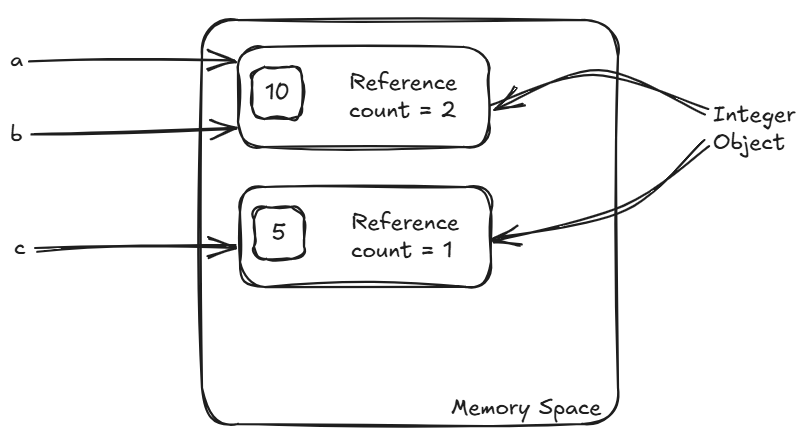 a
10
Reference
count = 2
b
Integer
Object
c
5
Reference
count = 1
Memory Space